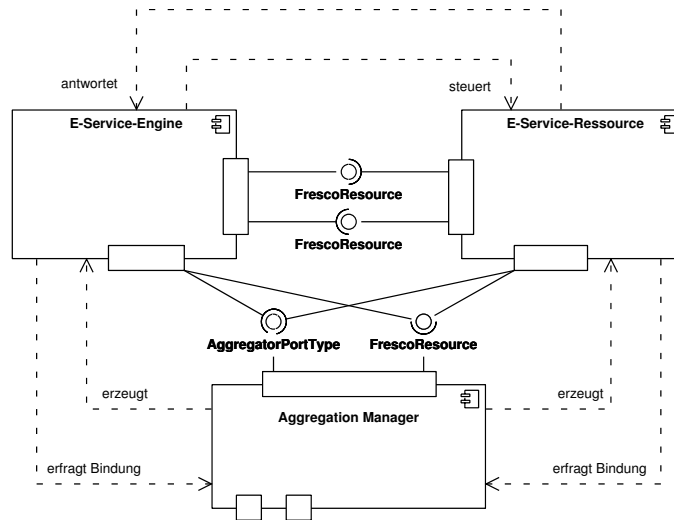 antwortet
steuert
E-Service-Engine
E-Service-Ressource
FrescoResource
FrescoResource
AggregatorPortType
FrescoResource
erzeugt
Aggregation Manager
erzeugt
erfragt Bindung
erfragt Bindung